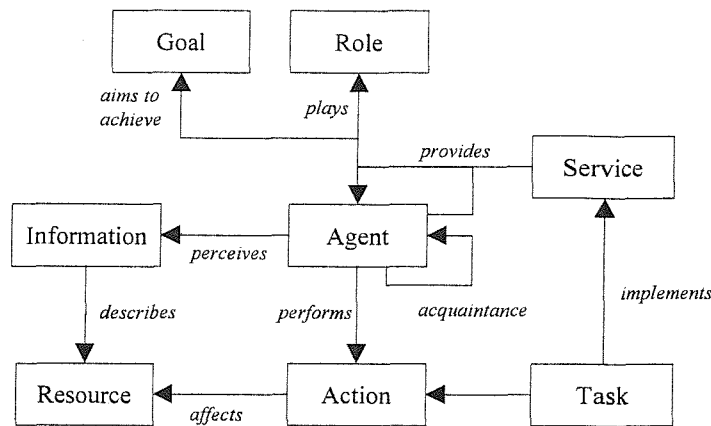 Goal
Role
aims to
achieve
plays
provides
Service
Information
Agent
perceives
implements
describes
performs
acquaintance
Resource
Action
Task
affects